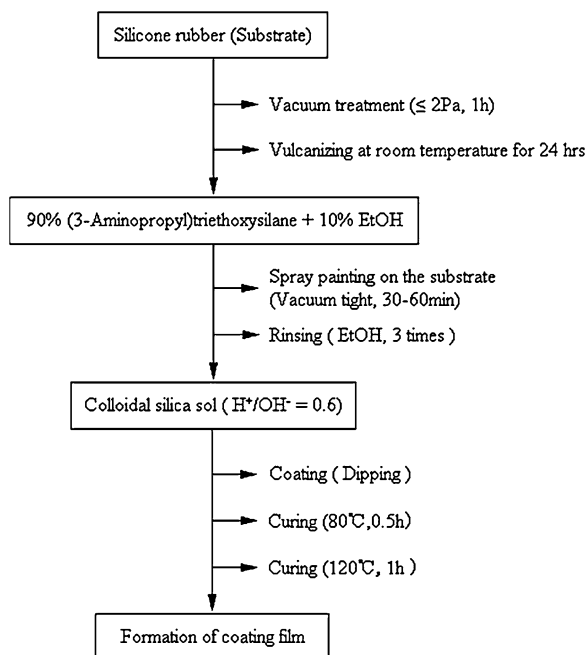 Silicone rubber (Substrate)
Vacuum treatment (≤ 2Pa, 1h)
Vulcanizing at room temperature for 24 hrs
90% (3-Aminopropyl)triethoxysilane + 10% EtOH
Spray painting on the substrate
(Vacuum tight, 30-60min)
Rinsing ( EtOH, 3 times )
Colloidal silica sol ( H⁺/OH⁻ = 0.6)
Coating ( Dipping )
Curing (80℃,0.5h)
Curing (120℃, 1h )
Formation of coating film